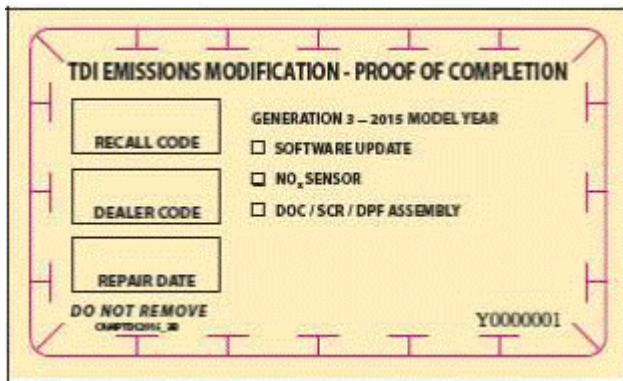 TDI EMISSIONS MODIFICATION - PROOF OF COMPLETION
RECALL CODE
GENERATION 3 – 2015 MODEL YEAR
☐ SOFTWARE UPDATE
☐ NOx SENSOR
☐ DOC / SCR / DPF ASSEMBLY
DEALER CODE
REPAIR DATE
DO NOT REMOVE
Y0000001